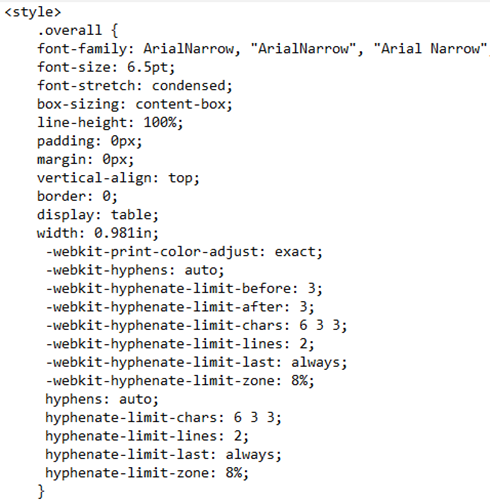 <style>
.overall {
font-family: ArialNarrow, "ArialNarrow", "Arial Narrow",
font-size: 6.5pt;
font-stretch: condensed;
box-sizing: content-box;
line-height: 100%;
padding: 0px;
margin: 0px;
vertical-align: top;
border: 0;
display: table;
width: 0.981in;
-webkit-print-color-adjust: exact;
-webkit-hyphens: auto;
-webkit-hyphenate-limit-before: 3;
-webkit-hyphenate-limit-after: 3;
-webkit-hyphenate-limit-chars: 6 3 3;
-webkit-hyphenate-limit-lines: 2;
-webkit-hyphenate-limit-last: always;
-webkit-hyphenate-limit-zone: 8%;
hyphens: auto;
hyphenate-limit-chars: 6 3 3;
hyphenate-limit-lines: 2;
hyphenate-limit-last: always;
hyphenate-limit-zone: 8%;
}